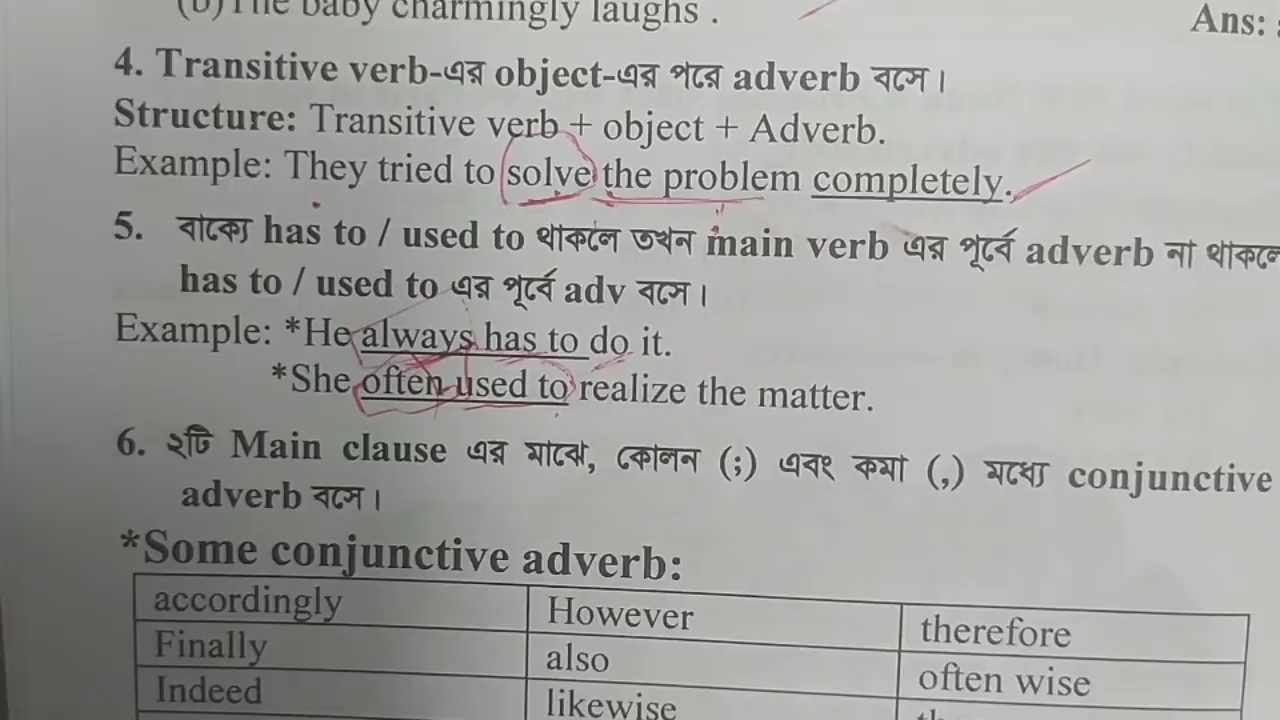 (b)The baby charmingly laughs .
Ans:
4. Transitive verb-এর object-এর পরে adverb বসে।
Structure: Transitive verb + object + Adverb.
Example: They tried to solve the problem completely.
5. বাক্যে has to / used to থাকলে তখন main verb এর পূর্বে adverb না থাকলে
has to / used to এর পূর্বে adv বসে।
Example: *He always has to do it.
*She often used to realize the matter.
6. ২টি Main clause এর মাঝে, কোলন (;) এবং কমা (,) মধ্যে conjunctive
adverb বসে।
*Some conjunctive adverb:
accordingly However therefore
Finally also often wise
Indeed likewise